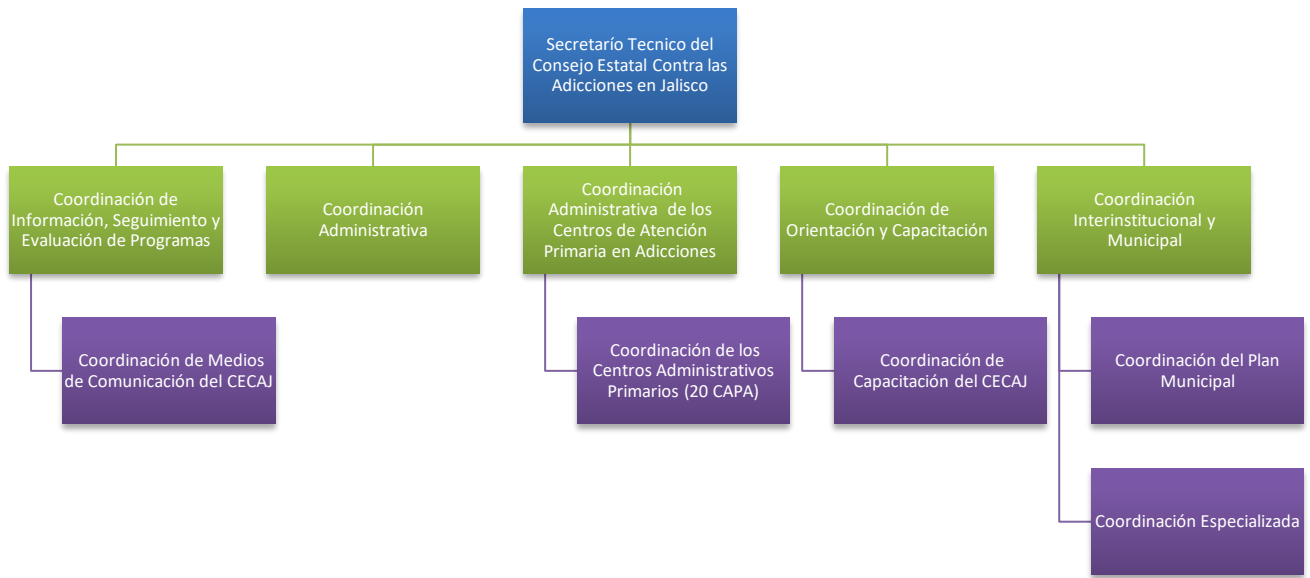 Secretarío Tecnico del
Consejo Estatal Contra las
Adicciones en Jalisco
Coordinación de
Información, Seguimiento y
Evaluación de Programas
Coordinación
Administrativa
Coordinación
Administrativa de los
Centros de Atención
Primaria en Adicciones
Coordinación de
Orientación y Capacitación
Coordinación
Interinstitucional y
Municipal
Coordinación de Medios
de Comunicación del CECAJ
Coordinación de los
Centros Administrativos
Primarios (20 CAPA)
Coordinación de
Capacitación del CECAJ
Coordinación del Plan
Municipal
Coordinación Especializada